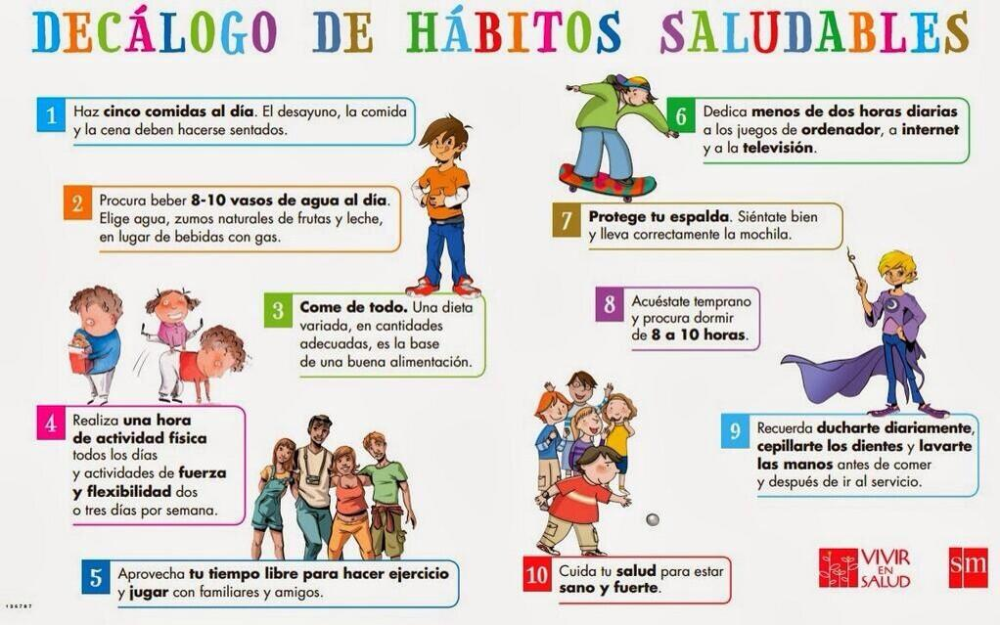 DECÁLOGO DE HÁBITOS SALUDABLES
1
Haz cinco comidas al día. El desayuno, la comida
y la cena deben hacerse sentados.
2
Procura beber 8-10 vasos de agua al día.
Elige agua, zumos naturales de frutas y leche,
en lugar de bebidas con gas.
3
Come de todo. Una dieta
variada, en cantidades
adecuadas, es la base
de una buena alimentación.
4
Realiza una hora
de actividad física
todos los días
y actividades de fuerza
y flexibilidad dos
o tres días por semana.
5
Aprovecha tu tiempo libre para hacer ejercicio
y jugar con familiares y amigos.
6
Dedica menos de dos horas diarias
a los juegos de ordenador, a internet
y a la televisión.
7
Protege tu espalda. Siéntate bien
y lleva correctamente la mochila.
8
Acuéstate temprano
y procura dormir
de 8 a 10 horas.
9
Recuerda ducharte diariamente,
cepillarte los dientes y lavarte
las manos antes de comer
y después de ir al servicio.
10
Cuida tu salud para estar
sano y fuerte.
VIVIR
EN
SALUD
sm